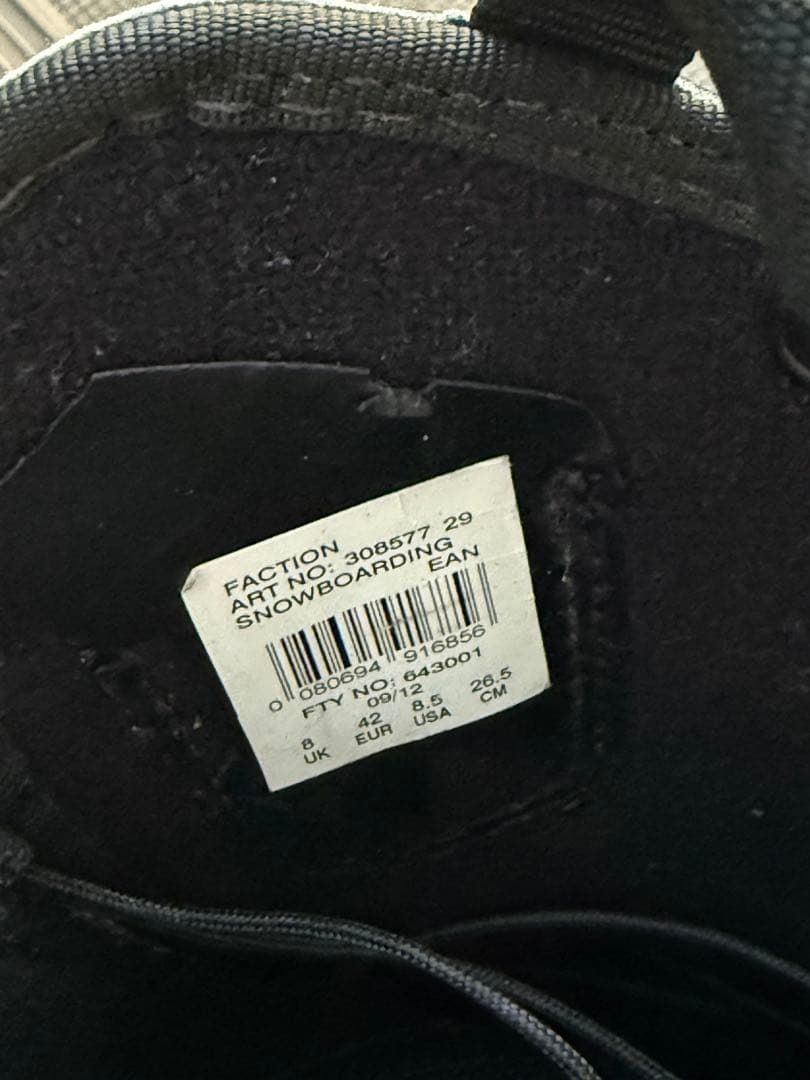 FACTION
ART NO: 308577 29
SNOWBOARDING
EAN
0 080694 916856
FTY NO: 643001
09/12
8 42 8.5 26.5
UK EUR USA CM